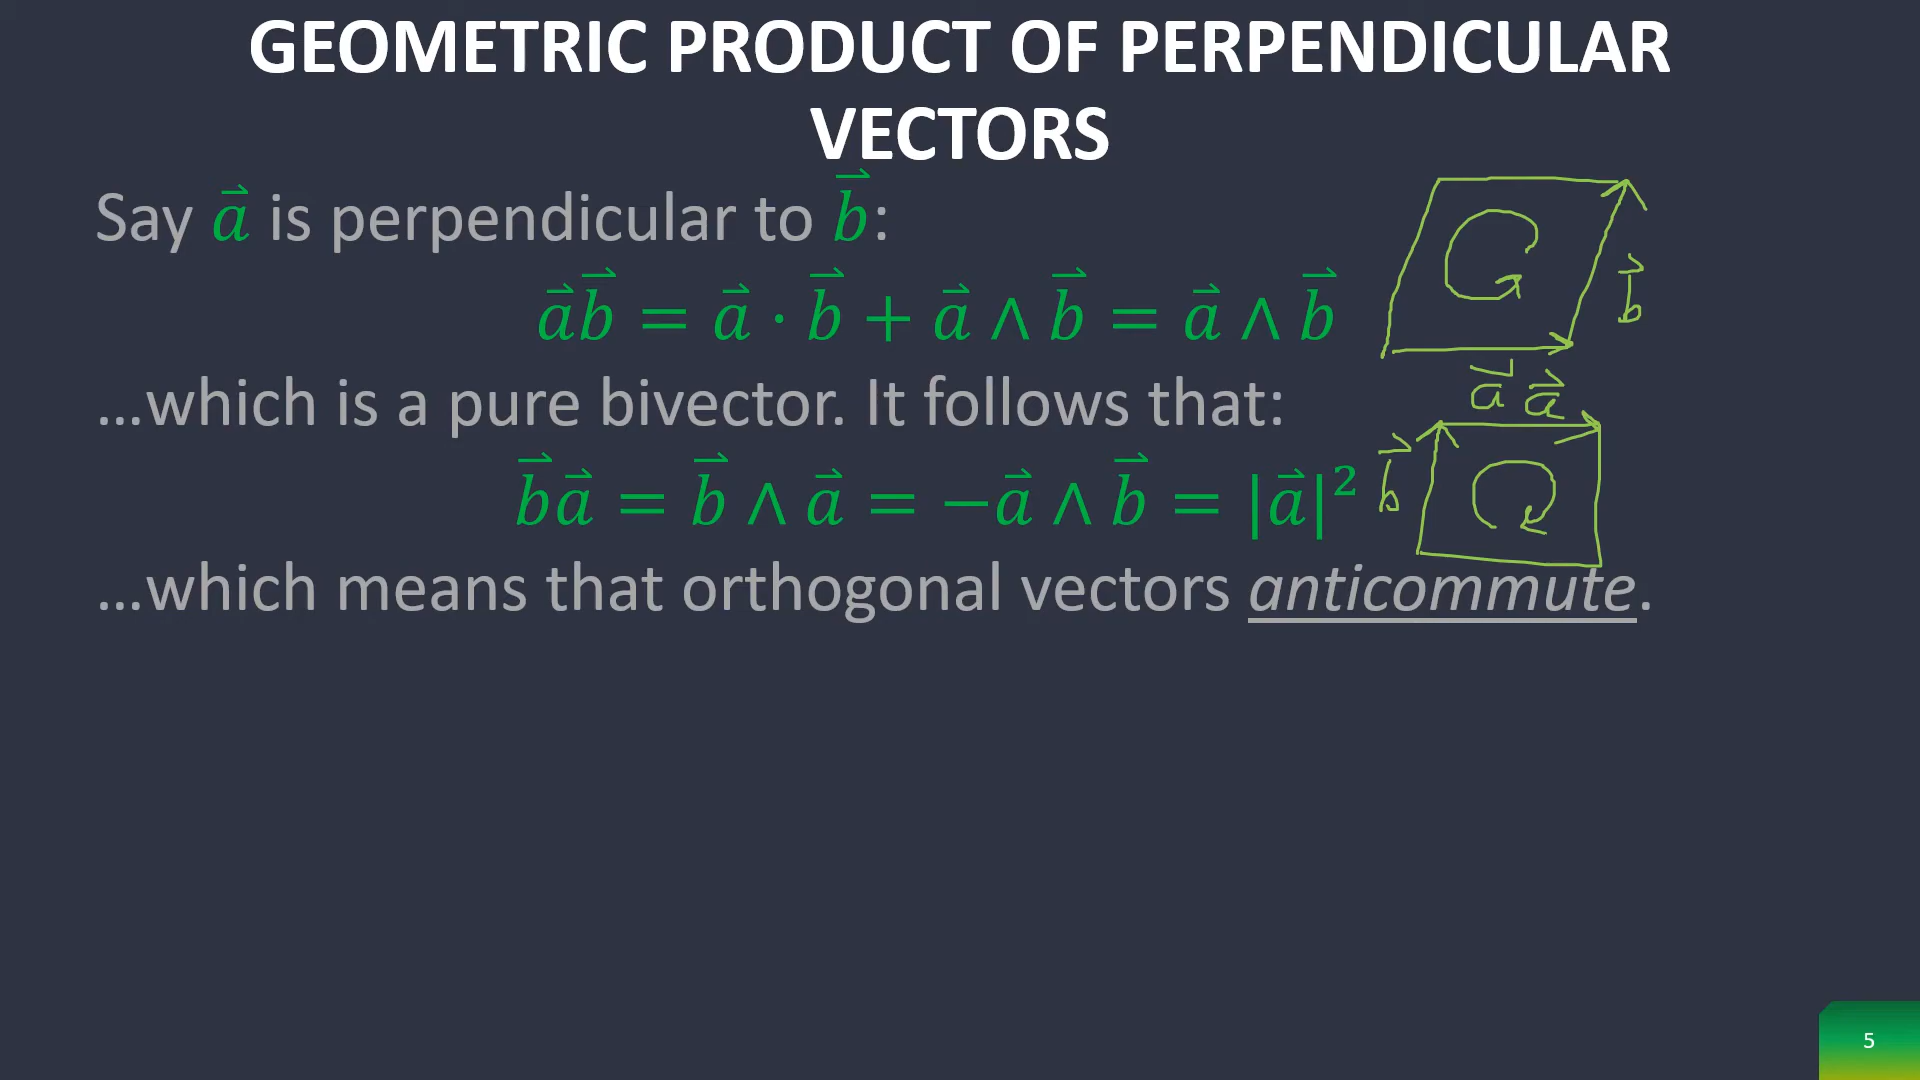 GEOMETRIC PRODUCT OF PERPENDICULAR
VECTORS
Say a⃗ is perpendicular to b⃗:
a⃗b⃗ = a⃗ · b⃗ + a⃗ ∧ b⃗ = a⃗ ∧ b⃗
b⃗
a⃗
...which is a pure bivector. It follows that:
a⃗
b⃗a⃗ = b⃗ ∧ a⃗ = −a⃗ ∧ b⃗ = |a⃗|²
b⃗
...which means that orthogonal vectors anticommute.
5